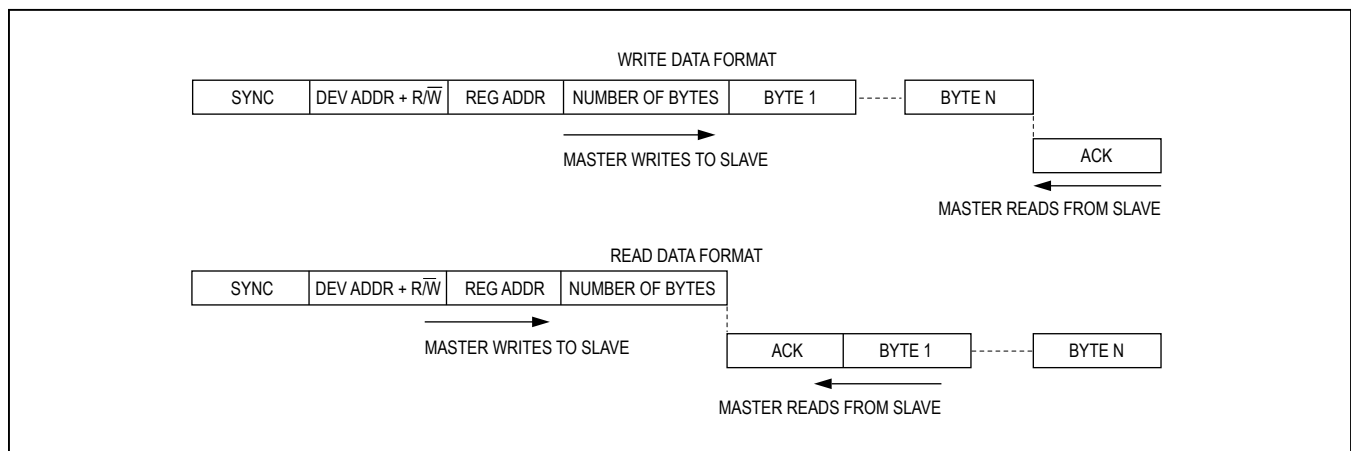 WRITE DATA FORMAT
SYNC DEV ADDR + R/W̅ REG ADDR NUMBER OF BYTES BYTE 1 BYTE N
MASTER WRITES TO SLAVE
ACK
MASTER READS FROM SLAVE
READ DATA FORMAT
SYNC DEV ADDR + R/W̅ REG ADDR NUMBER OF BYTES
MASTER WRITES TO SLAVE
ACK BYTE 1 BYTE N
MASTER READS FROM SLAVE